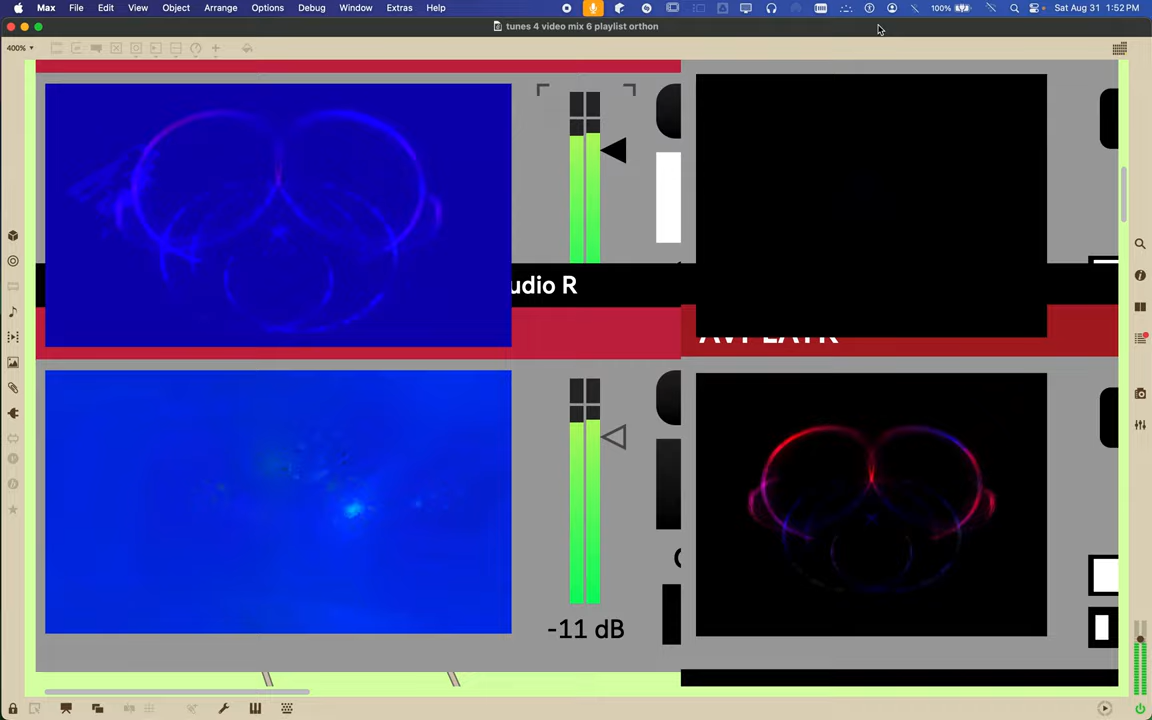 Max File Edit View Object Arrange Options Debug Window Extras Help 100% Sat Aug 31 1:52 PM
tunes 4 video mix 6 playlist orthon
400%
udio R
-11 dB